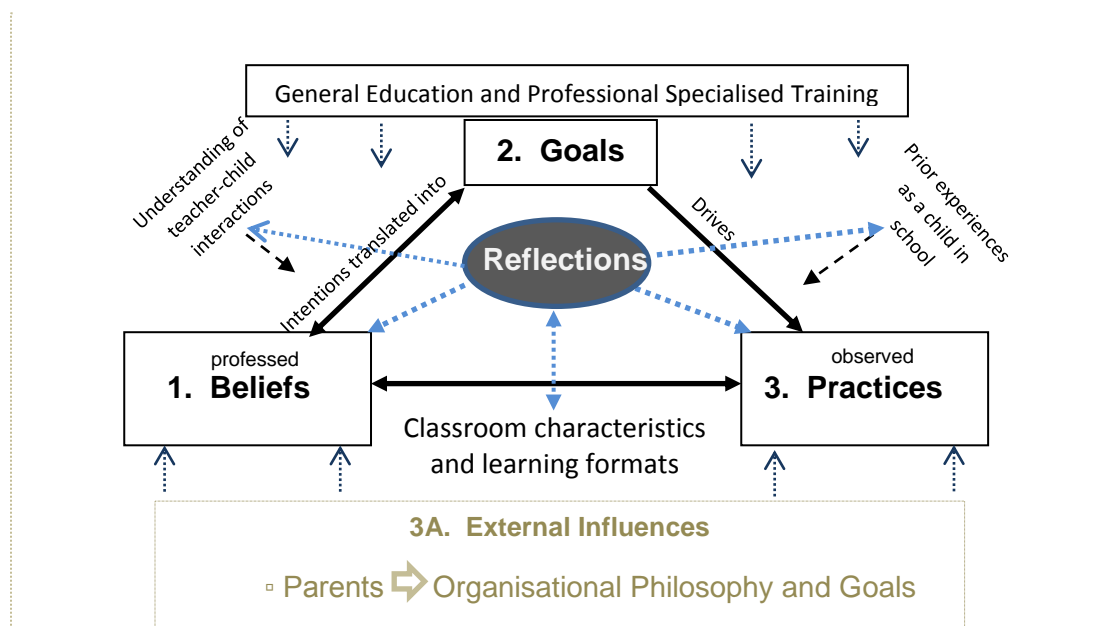 General Education and Professional Specialised Training
2. Goals
Understanding of
teacher-child
interactions
Intentions translated into
Drives
Prior experiences
as a child in
school
Reflections
professed
1. Beliefs
observed
3. Practices
Classroom characteristics
and learning formats
3A. External Influences
▫ Parents ⇨ Organisational Philosophy and Goals